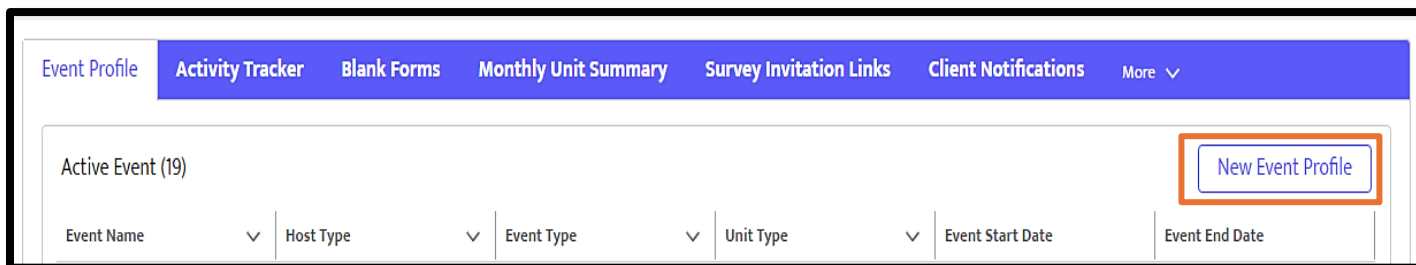 Event Profile Activity Tracker Blank Forms Monthly Unit Summary Survey Invitation Links Client Notifications More
Active Event (19) New Event Profile
Event Name Host Type Event Type Unit Type Event Start Date Event End Date